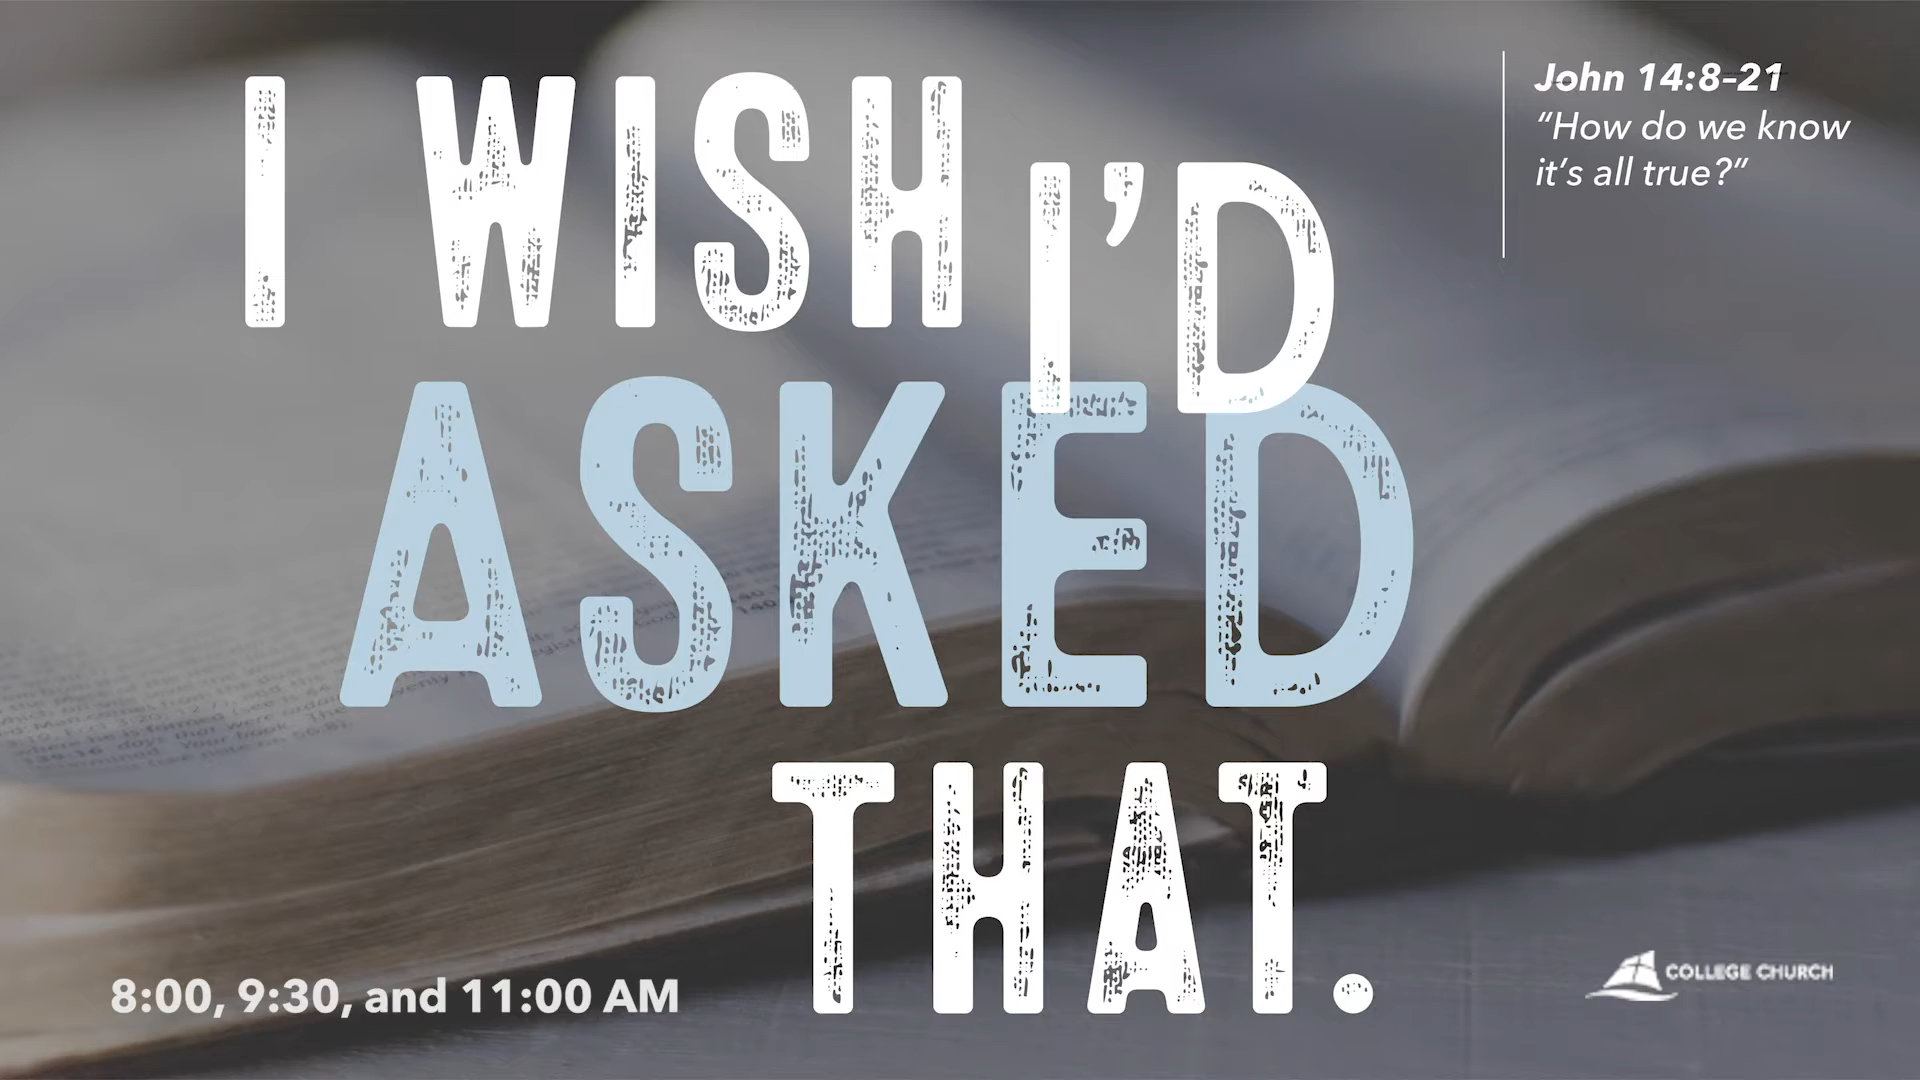 I WISH I'D
ASKED
THAT.
John 14:8-21
“How do we know
it’s all true?”
8:00, 9:30, and 11:00 AM
COLLEGE CHURCH